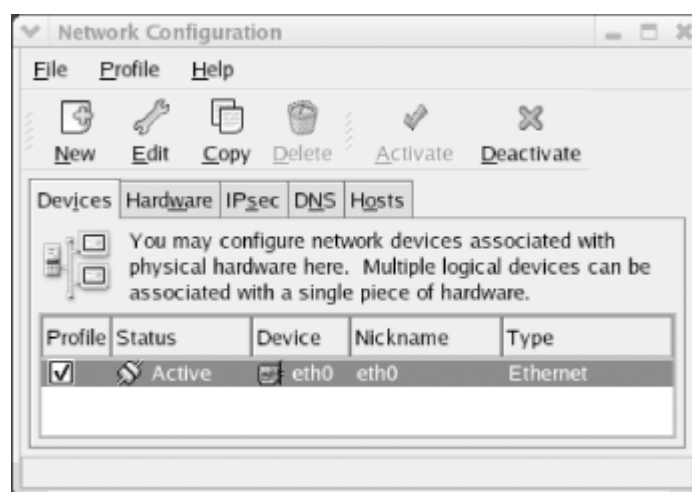 Network Configuration
File Profile Help
New Edit Copy Delete Activate Deactivate
Devices Hardware IPsec DNS Hosts
You may configure network devices associated with
physical hardware here. Multiple logical devices can be
associated with a single piece of hardware.
Profile Status Device Nickname Type
Active eth0 eth0 Ethernet